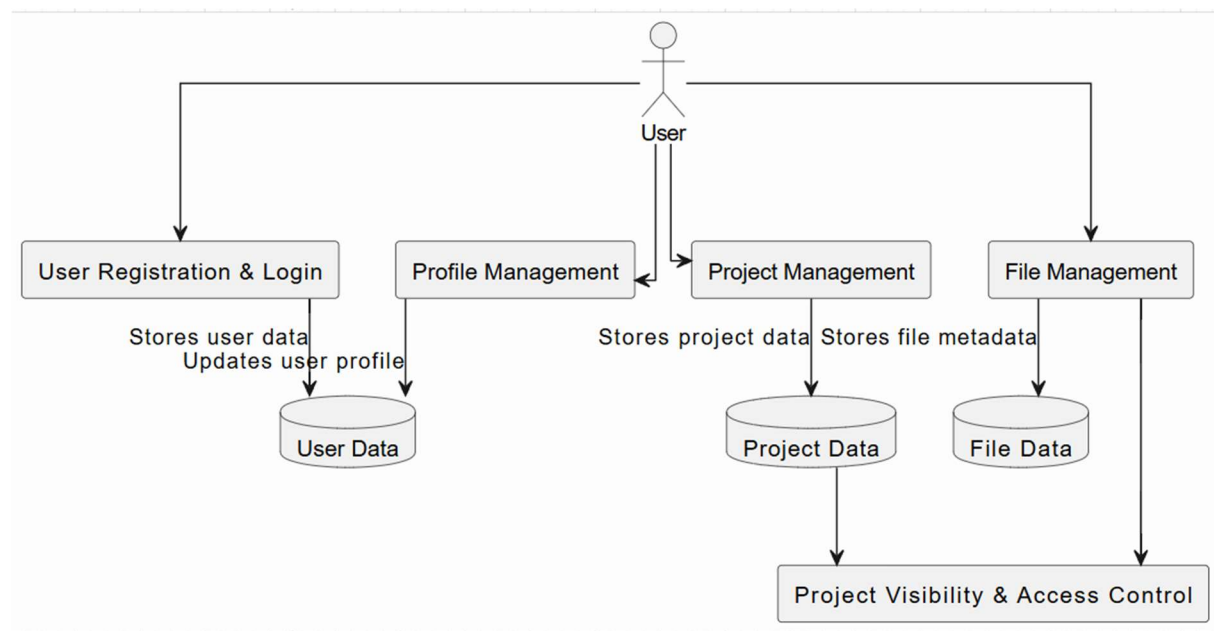 User
User Registration & Login
Profile Management
Project Management
File Management
Stores user data
Updates user profile
Stores project data
Stores file metadata
User Data
Project Data
File Data
Project Visibility & Access Control